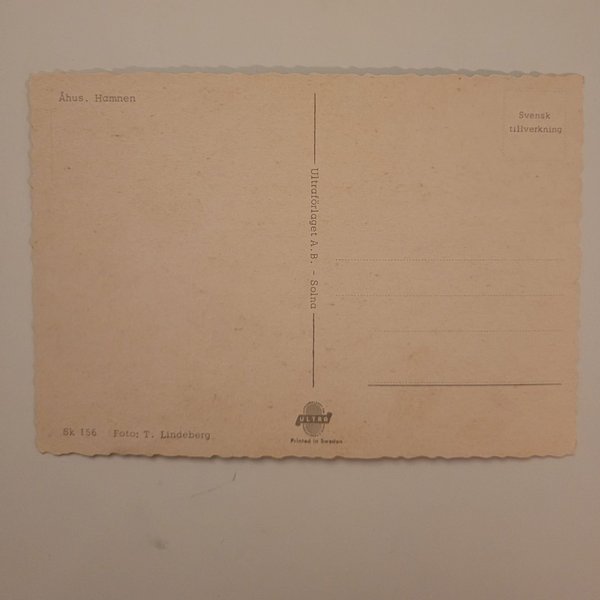 Åhus. Hamnen
Svensk
tillverkning
Ultraförlaget A.B. - Solna
Sk 156 Foto: T. Lindeberg
ULTRA
Printed in Sweden